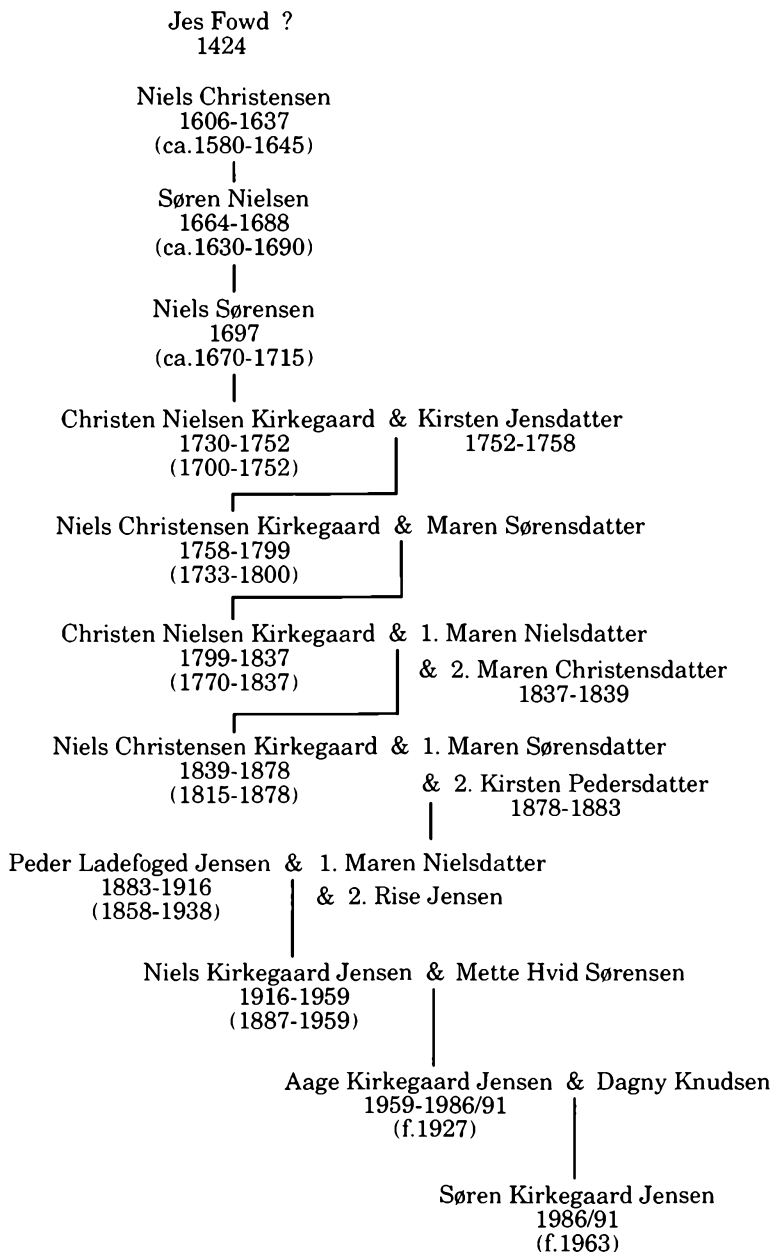 Jes Fowd ?
1424
Niels Christensen
1606-1637
(ca.1580-1645)
Søren Nielsen
1664-1688
(ca.1630-1690)
Niels Sørensen
1697
(ca.1670-1715)
Christen Nielsen Kirkegaard & Kirsten Jensdatter
1730-1752 1752-1758
(1700-1752)
Niels Christensen Kirkegaard & Maren Sørensdatter
1758-1799
(1733-1800)
Christen Nielsen Kirkegaard & 1. Maren Nielsdatter
1799-1837
(1770-1837) & 2. Maren Christensdatter
1837-1839
Niels Christensen Kirkegaard & 1. Maren Sørensdatter
1839-1878
(1815-1878) & 2. Kirsten Pedersdatter
1878-1883
Peder Ladefoged Jensen & 1. Maren Nielsdatter
1883-1916 & 2. Rise Jensen
(1858-1938)
Niels Kirkegaard Jensen & Mette Hvid Sørensen
1916-1959
(1887-1959)
Aage Kirkegaard Jensen & Dagny Knudsen
1959-1986/91
(f.1927)
Søren Kirkegaard Jensen
1986/91
(f.1963)